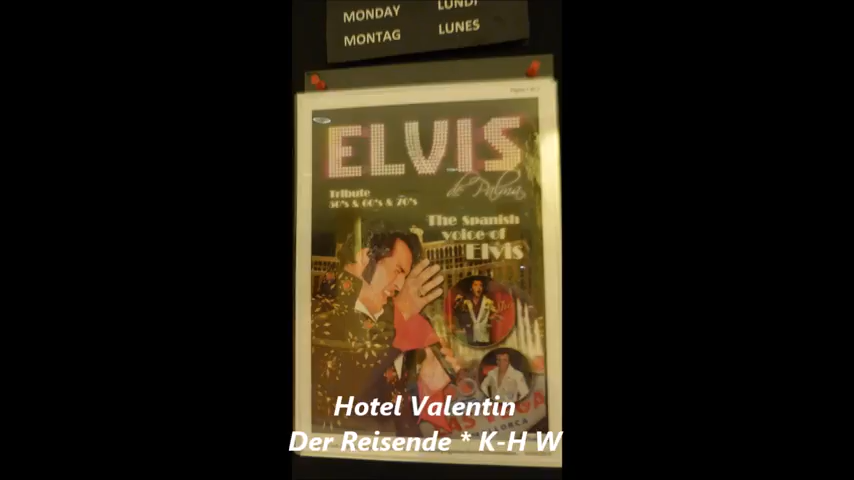 MONDAY
LUNDI
MONTAG
LUNES
ELVIS
de Palma
Tribute
50's & 60's & 70's
The Spanish
voice of
Elvis
Hotel Valentin
Der Reisende * K-H W